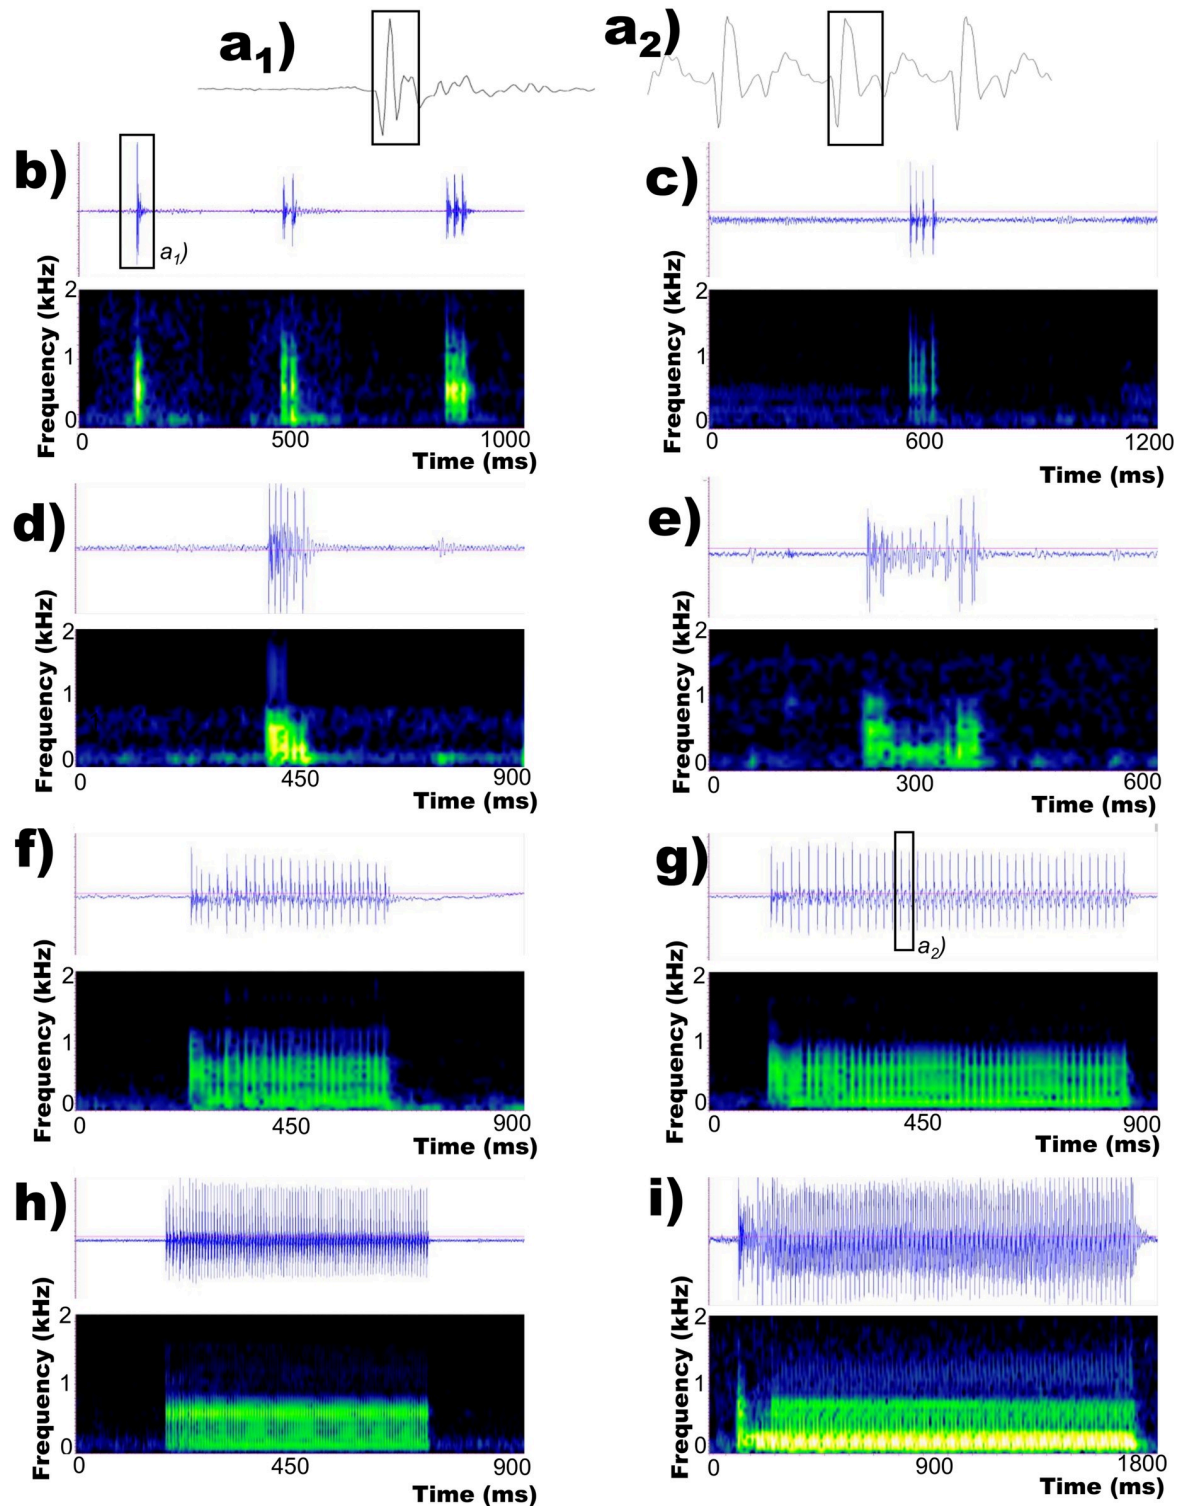 a1) a2)
b) c)
a1)
Frequency (kHz) 2 1 0
0 500 1000
Time (ms)
Frequency (kHz) 2 1 0
0 600 1200
Time (ms)
d) e)
Frequency (kHz) 2 1 0
0 450 900
Time (ms)
Frequency (kHz) 2 1 0
0 300 600
Time (ms)
f) g)
a2)
Frequency (kHz) 2 1 0
0 450 900
Time (ms)
Frequency (kHz) 2 1 0
0 450 900
Time (ms)
h) i)
Frequency (kHz) 2 1 0
0 450 900
Time (ms)
Frequency (kHz) 2 1 0
0 900 1800
Time (ms)